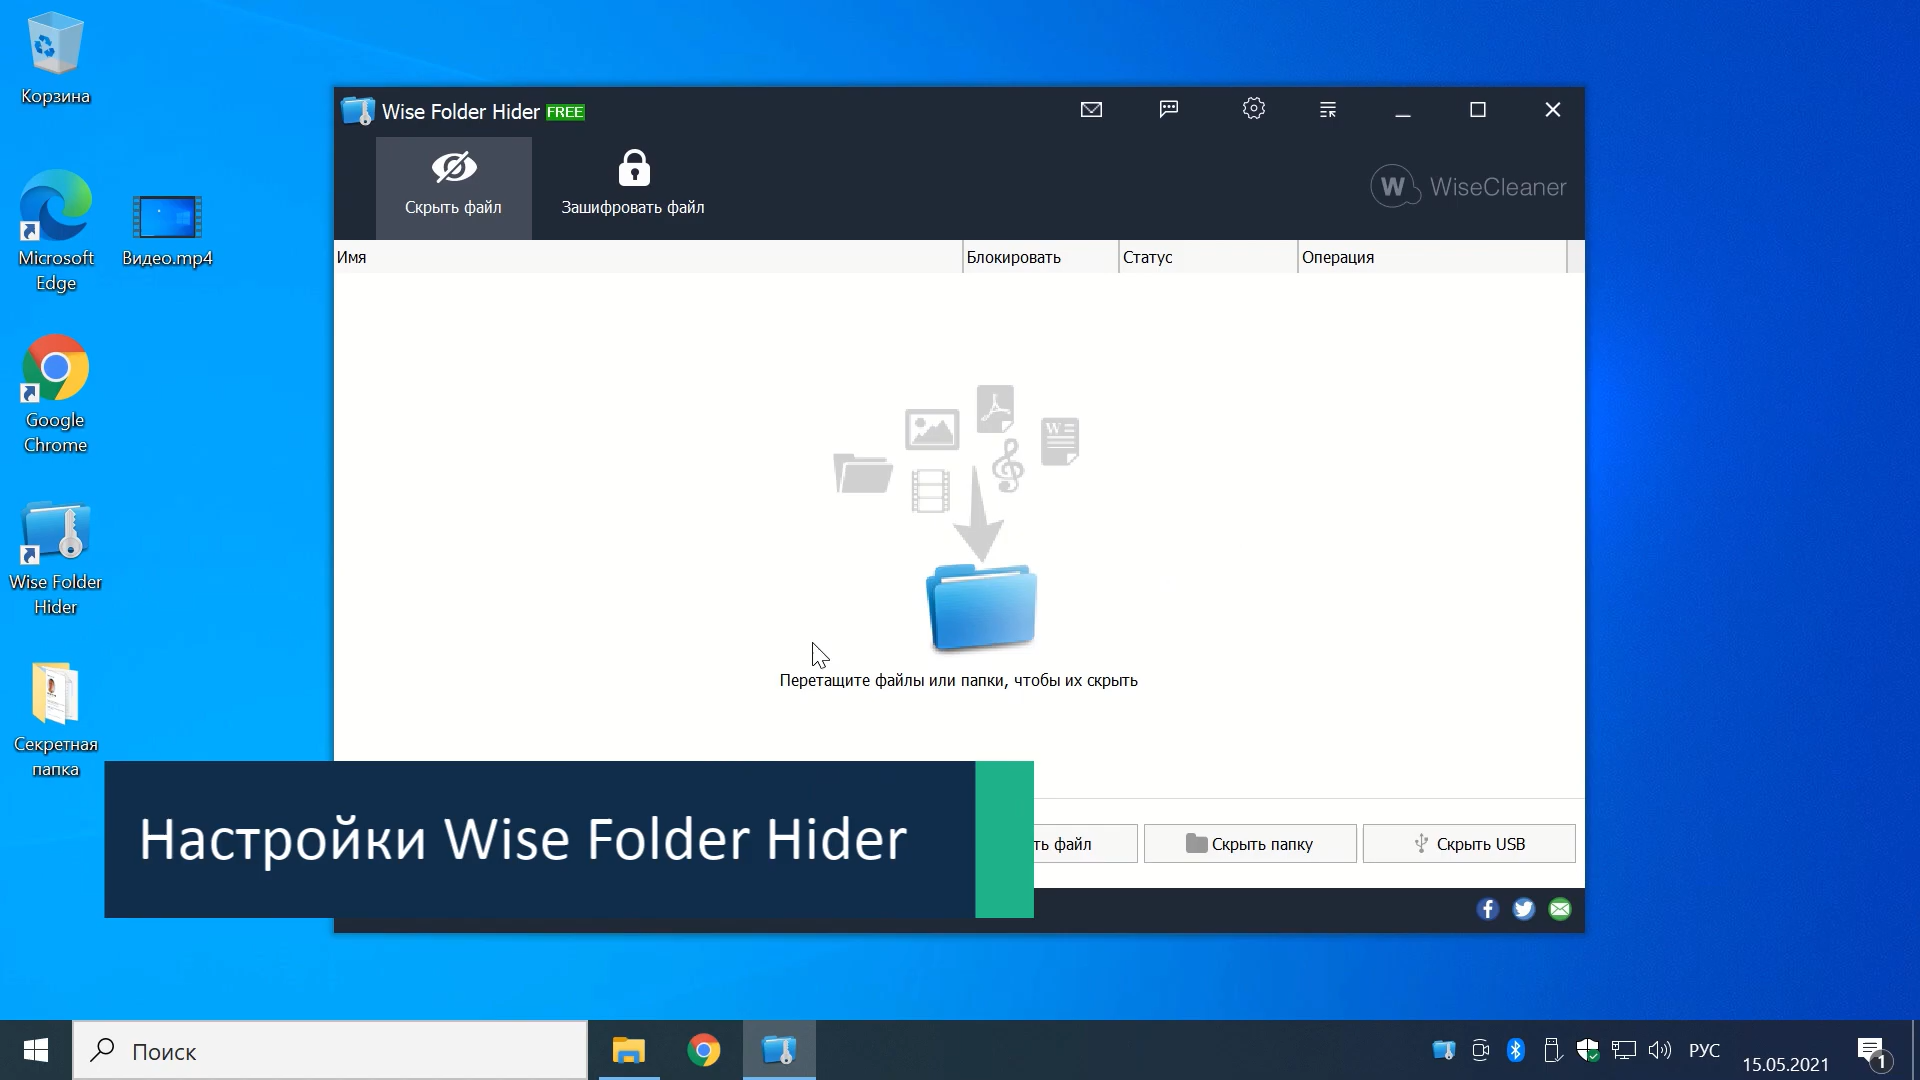 Корзина
Microsoft
Edge
Видео.mp4
Google
Chrome
Wise Folder
Hider
Секретная
папка
Wise Folder Hider FREE
Скрыть файл
Зашифровать файл
W WiseCleaner
Имя
Блокировать
Статус
Операция
W
Перетащите файлы или папки, чтобы их скрыть
файл
Скрыть папку
Скрыть USB
Настройки Wise Folder Hider
Поиск
РУС
15.05.2021
1